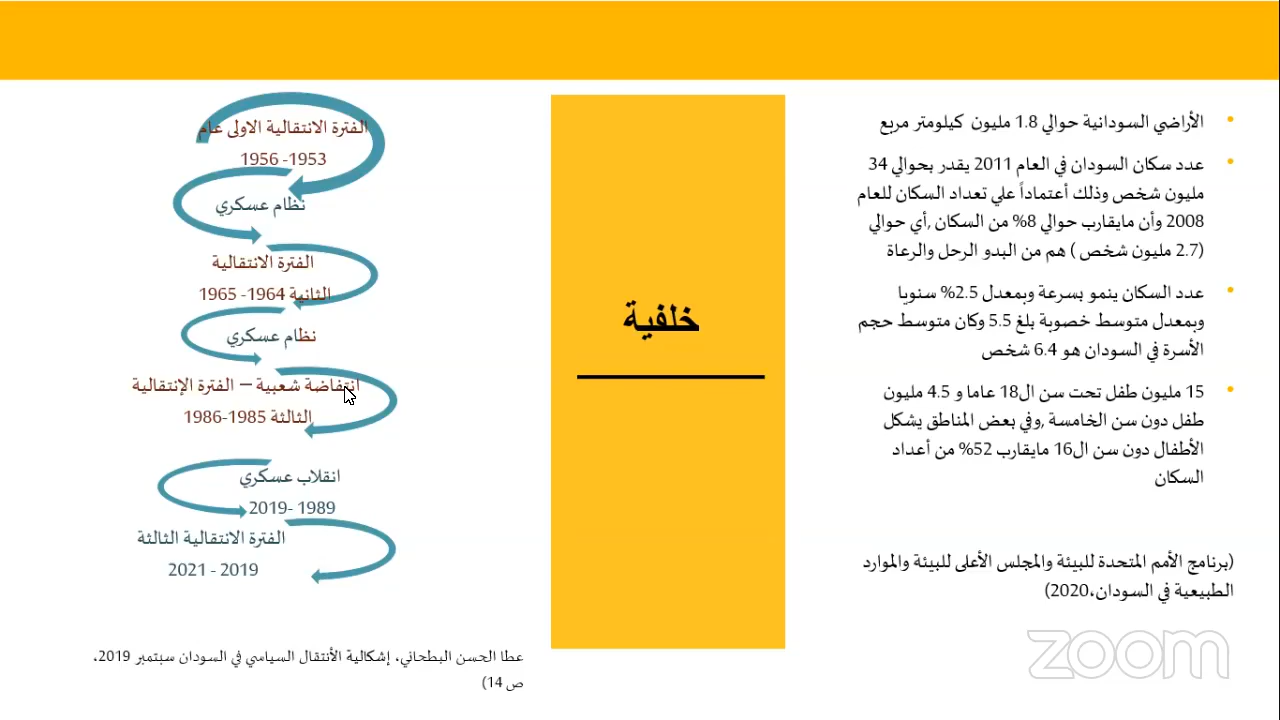 الأراضي السودانية حوالي 1.8 مليون كيلومتر مربع
عدد سكان السودان في العام 2011 يقدر بحوالي 34
مليون شخص وذلك أعتماداً علي تعداد السكان للعام
2008 وأن مايقارب حوالي 8% من السكان ,أي حوالي
(2.7 مليون شخص ) هم من البدو الرحل والرعاة
عدد السكان ينمو بسرعة وبمعدل 2.5% سنويا
وبمعدل متوسط خصوبة بلغ 5.5 وكان متوسط حجم
الأسرة في السودان هو 6.4 شخص
15 مليون طفل تحت سن ال18 عاما و 4.5 مليون
طفل دون سن الخامسة ,وفي بعض المناطق يشكل
الأطفال دون سن ال16 مايقارب 52% من أعداد
السكان
(برنامج الأمم المتحدة للبيئة والمجلس الأعلى للبيئة والموارد
الطبيعية في السودان،2020)
خلفية
الفترة الانتقالية الاولى عام
1953- 1956
نظام عسكري
الفترة الانتقالية
الثانية 1964- 1965
نظام عسكري
انتفاضة شعبية – الفترة الإنتقالية
الثالثة 1985-1986
انقلاب عسكري
1989 -2019
الفترة الانتقالية الثالثة
2019 - 2021
عطا الحسن البطحاني، إشكالية الأنتقال السياسي في السودان سبتمبر 2019،
ص 14)
zoom